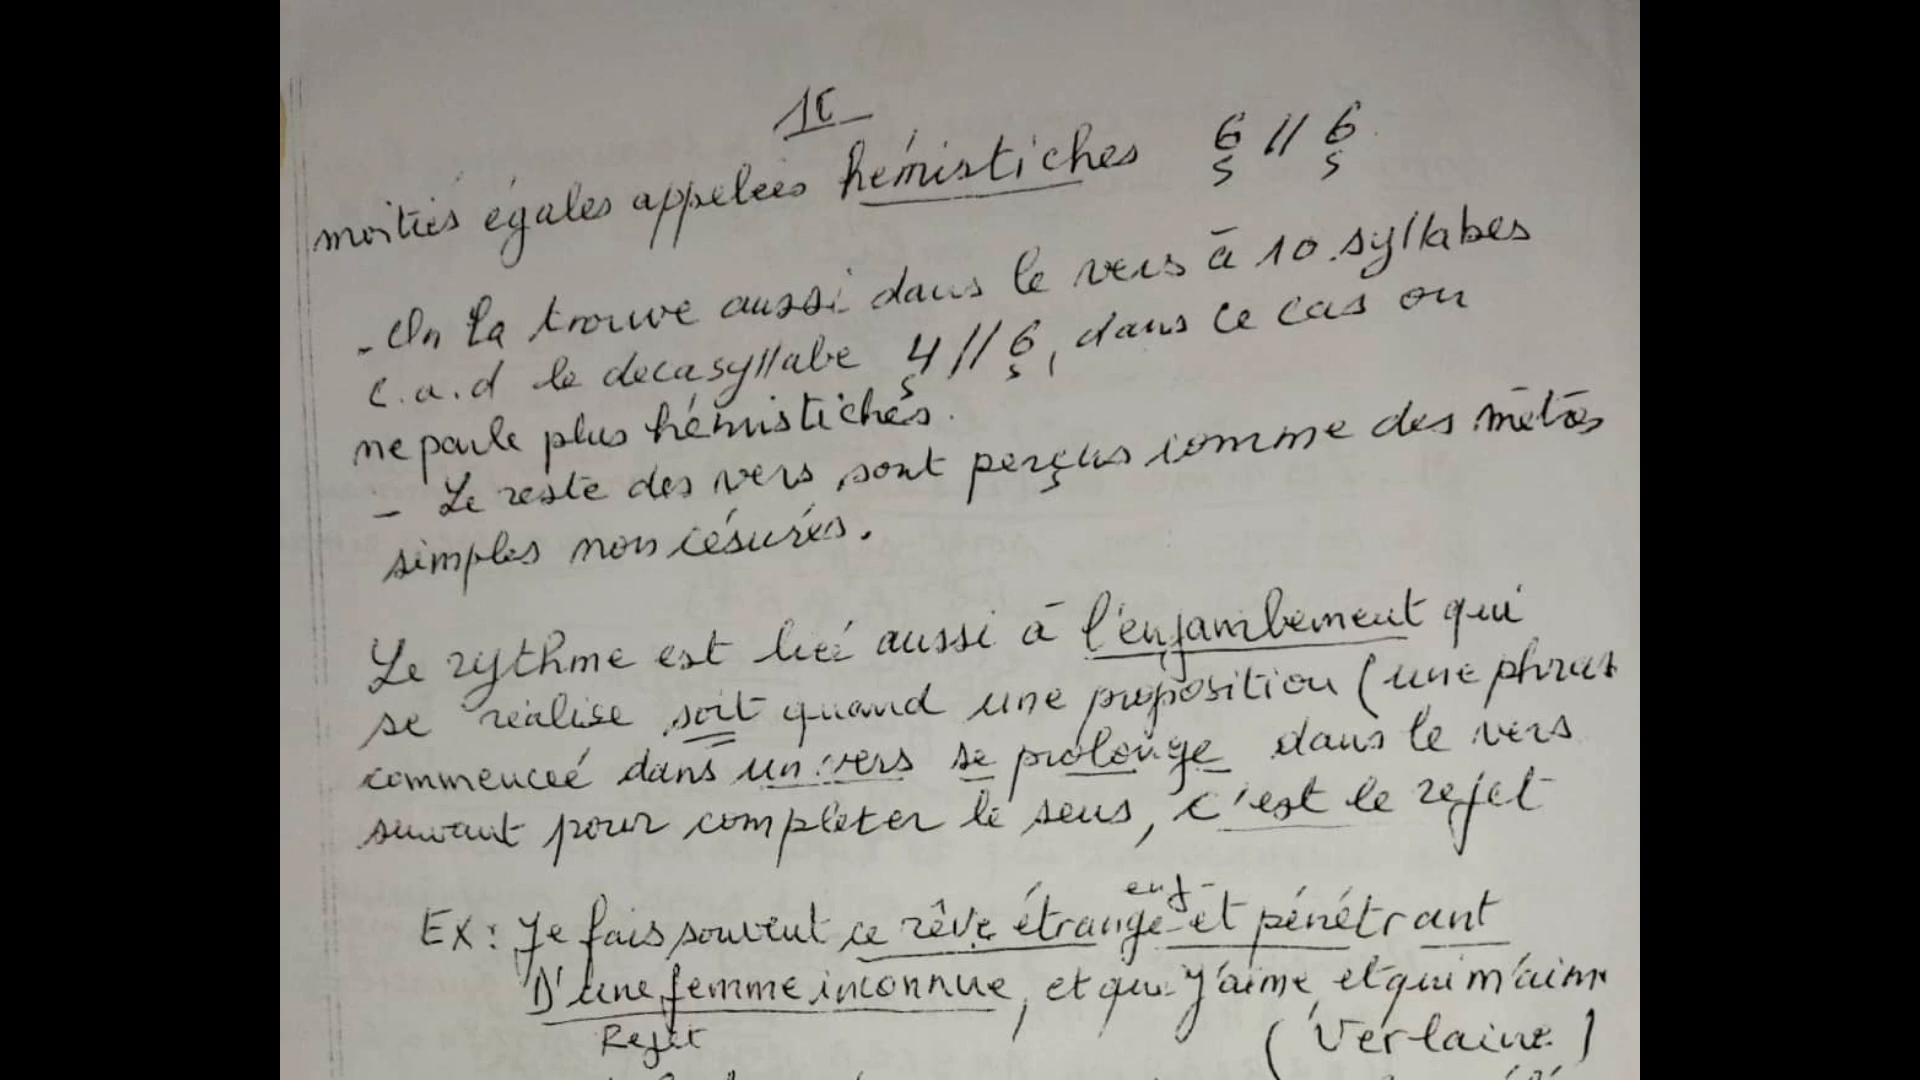 moitiés égales appelées hémistiches 6 // 6
s s
- On la trouve aussi dans le vers à 10 syllabes
c.a.d le decasyllabe 4 // 6, dans ce cas on
s s
ne parle plus hémistiches.
- Le reste des vers sont perçus comme des mètres
simples non césurés.
Le rythme est lié aussi à l'enjambement qui
se réalise soit quand une proposition (une phrase
commencée dans un vers se prolonge dans le vers
suivant pour completer le sens, c'est le rejet
enj-
EX: Je fais souvent ce rêve étrange et pénétrant
D'une femme inconnue, et que j'aime, et qui m'aime
Rejet (Verlaine)